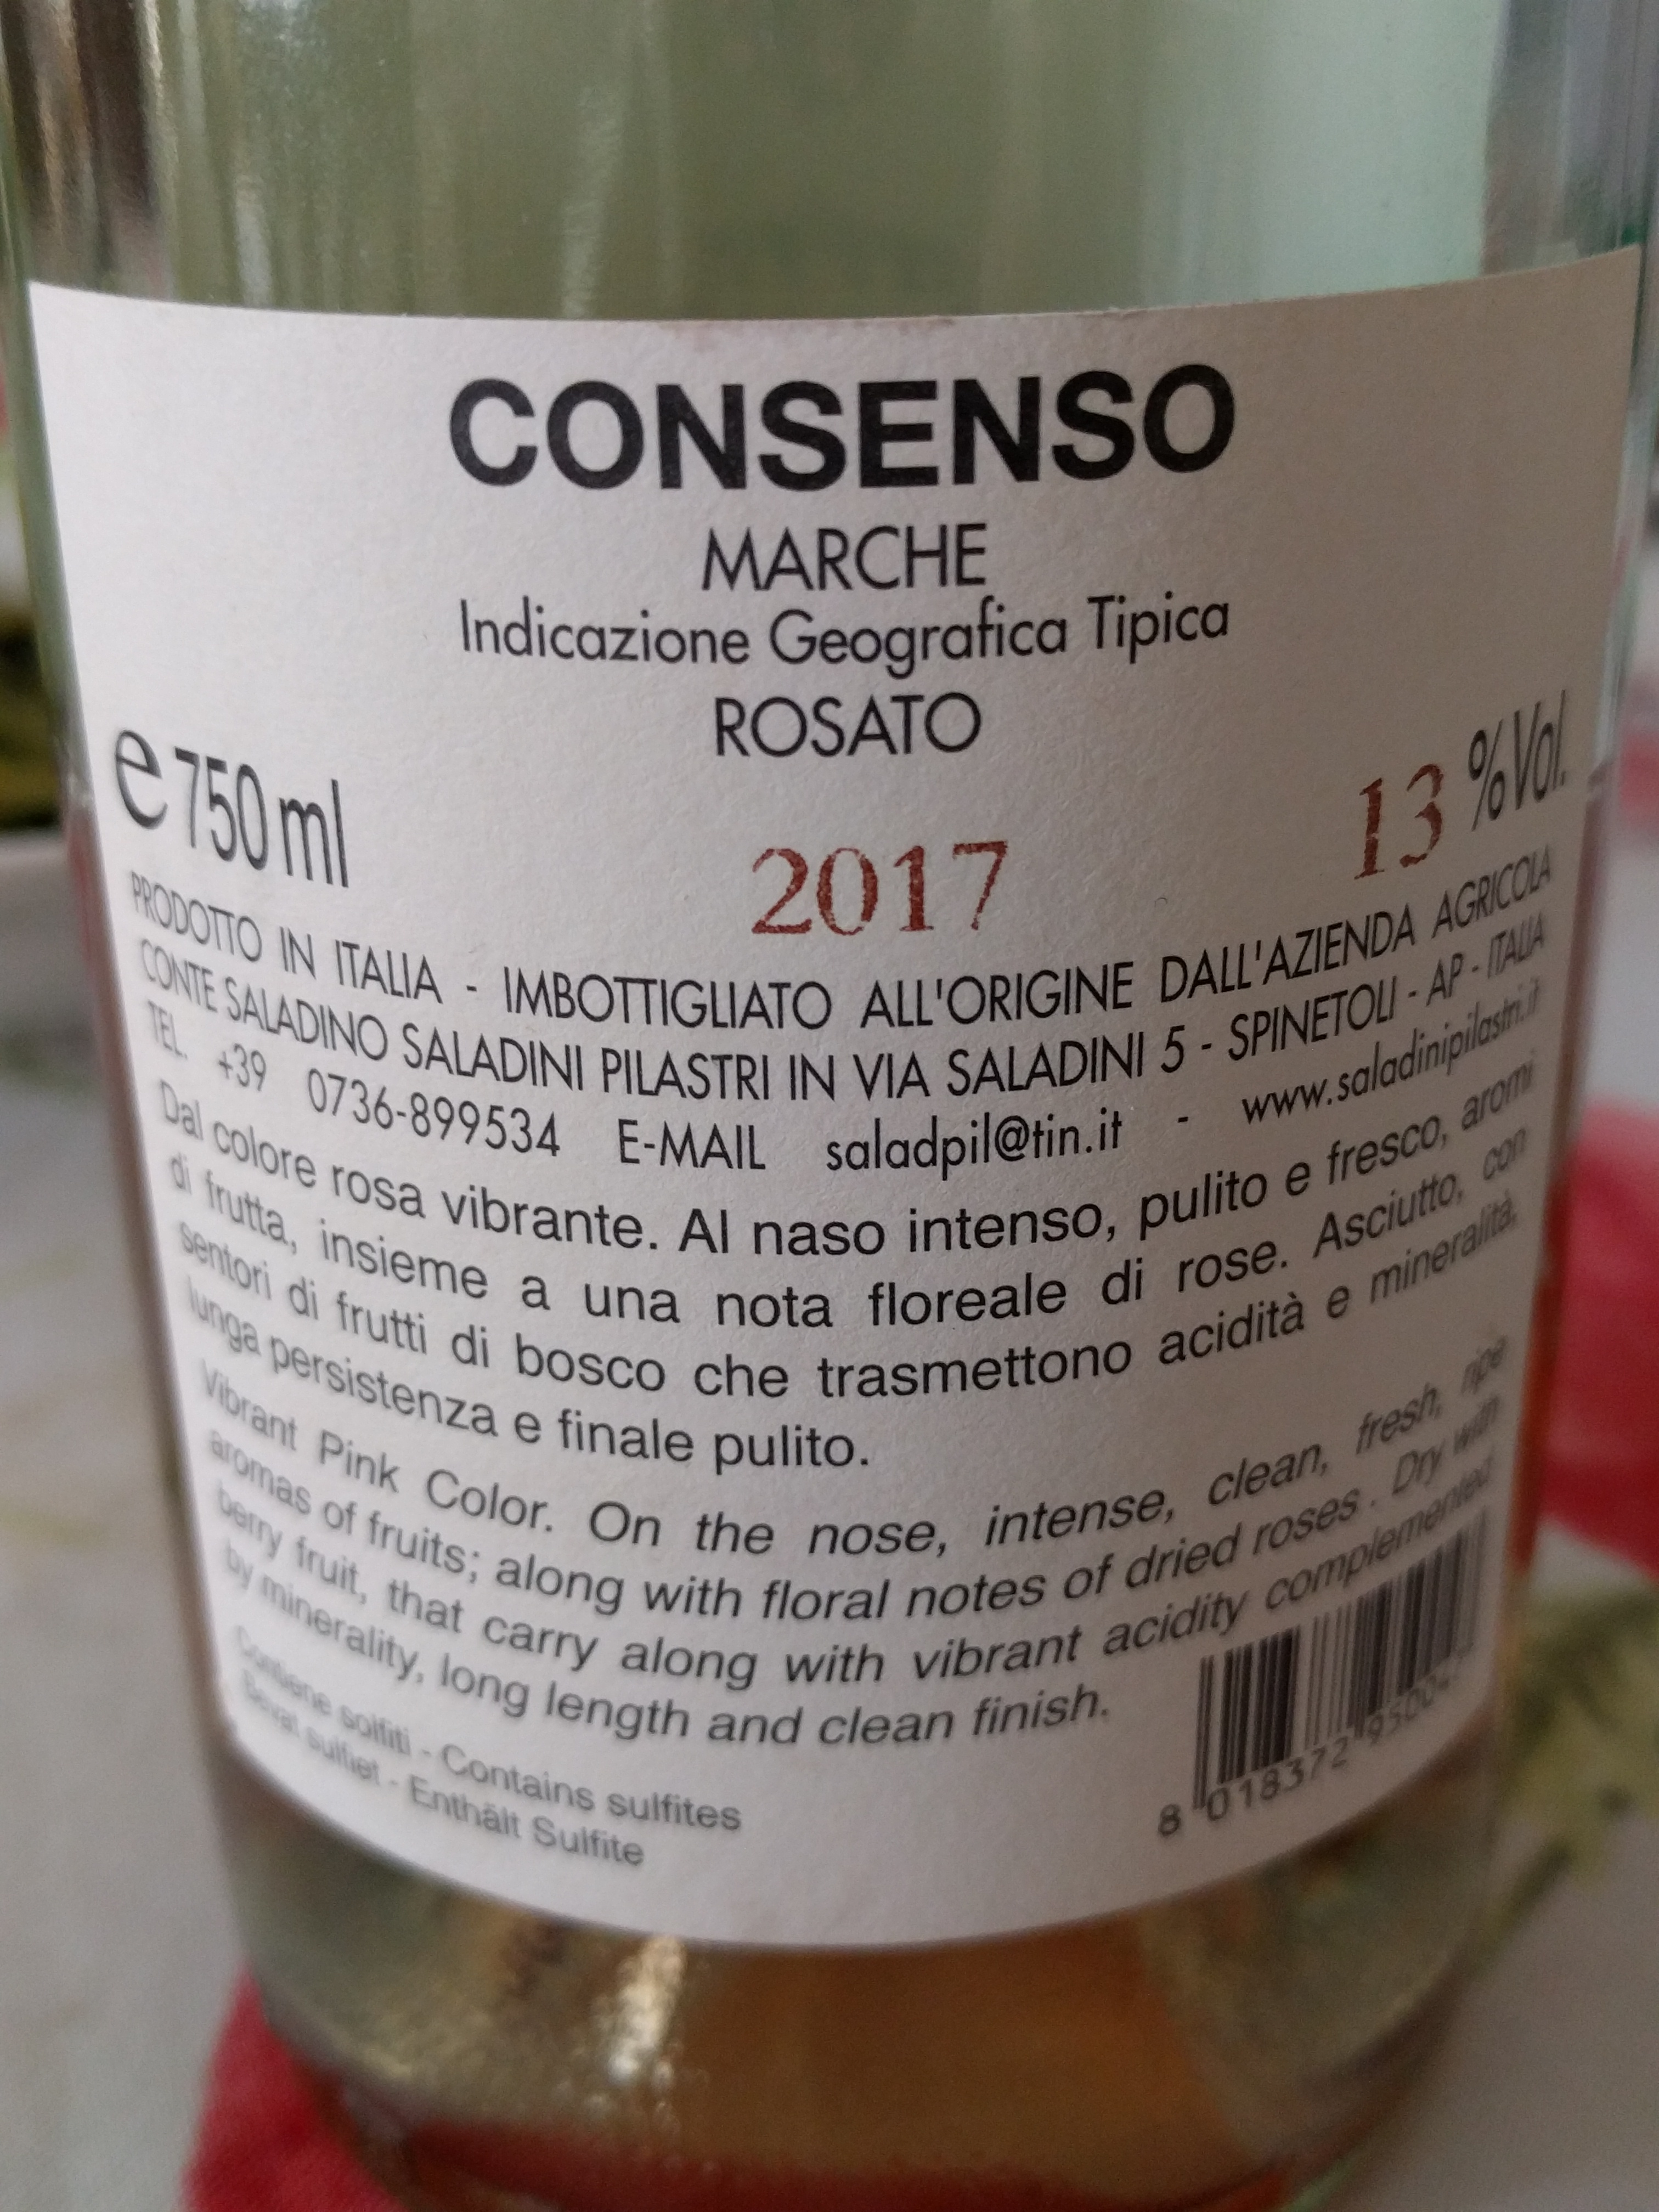 CONSENSO
MARCHE
Indicazione Geografica Tipica
ROSATO
e 750 ml
2017
13 %Vol.
PRODOTTO IN ITALIA - IMBOTTIGLIATO ALL'ORIGINE DALL'AZIENDA AGRICOLA
CONTE SALADINO SALADINI PILASTRI IN VIA SALADINI 5 - SPINETOLI - AP - ITALIA
TEL. +39 0736-899534 E-MAIL saladpil@tin.it - www.saladinipilastri.it
Dal colore rosa vibrante. Al naso intenso, pulito e fresco, aromi
di frutta, insieme a una nota floreale di rose. Asciutto, con
sentori di frutti di bosco che trasmettono acidità e mineralità,
lunga persistenza e finale pulito.
Vibrant Pink Color. On the nose, intense, clean, fresh, ripe
aromas of fruits; along with floral notes of dried roses . Dry with
berry fruit, that carry along with vibrant acidity complemented
by minerality, long length and clean finish.
Contiene solfiti - Contains sulfites
Bevat sulfiet - Enthält Sulfite
8 018372